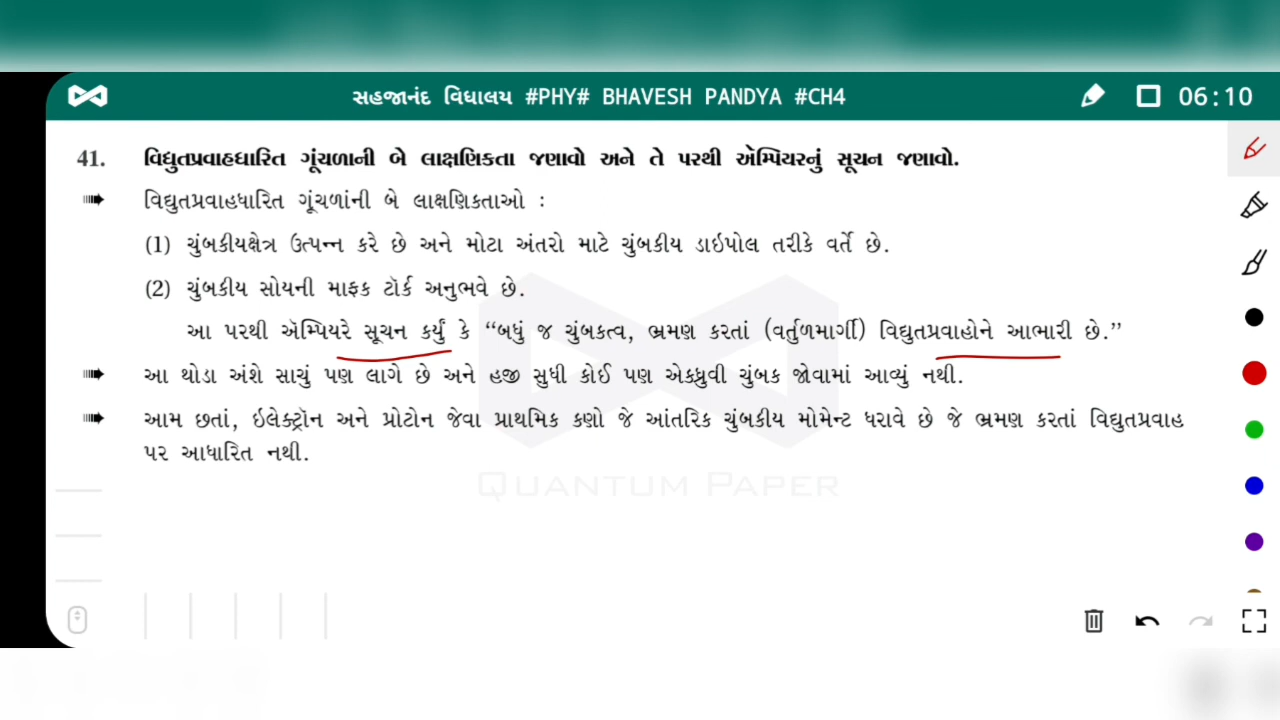 સહજાનંદ વિધાલય #PHY# BHAVESH PANDYA #CH4
06:10
41. વિદ્યુતપ્રવાહધારિત ગૂંચળાની બે લાક્ષણિકતા જણાવો અને તે પરથી એમ્પિયરનું સૂચન જણાવો.
વિદ્યુતપ્રવાહધારિત ગૂંચળાંની બે લાક્ષણિકતાઓ :
(1) ચુંબકીયક્ષેત્ર ઉત્પન્ન કરે છે અને મોટા અંતરો માટે ચુંબકીય ડાઇપોલ તરીકે વર્તે છે.
(2) ચુંબકીય સોયની માફક ટૉર્ક અનુભવે છે.
આ પરથી ઍમ્પિયરે સૂચન કર્યું કે “બધું જ ચુંબકત્વ, ભ્રમણ કરતાં (વર્તુળમાર્ગી) વિદ્યુતપ્રવાહોને આભારી છે.”
આ થોડા અંશે સાચું પણ લાગે છે અને હજી સુધી કોઈ પણ એકધ્રુવી ચુંબક જોવામાં આવ્યું નથી.
આમ છતાં, ઇલેક્ટ્રૉન અને પ્રોટોન જેવા પ્રાથમિક કણો જે આંતરિક ચુંબકીય મોમેન્ટ ધરાવે છે જે ભ્રમણ કરતાં વિદ્યુતપ્રવાહ
પર આધારિત નથી.
QUANTUM PAPER